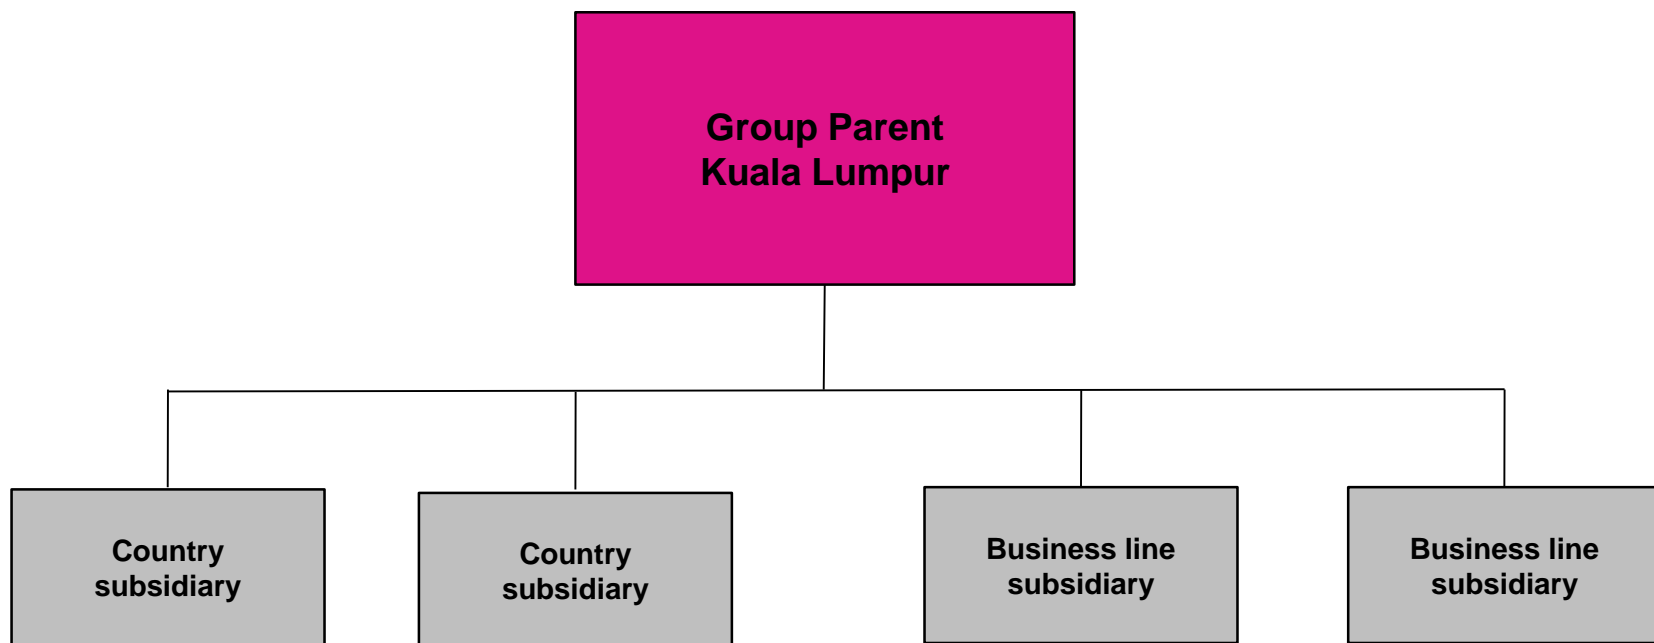 Group Parent
Kuala Lumpur
Country
subsidiary
Country
subsidiary
Business line
subsidiary
Business line
subsidiary